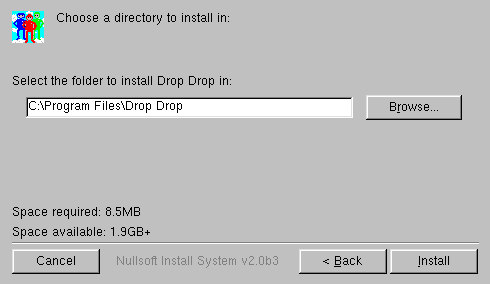 Choose a directory to install in:
Select the folder to install Drop Drop in:
C:\Program Files\Drop Drop
Browse...
Space required: 8.5MB
Space available: 1.9GB+
Cancel
Nullsoft Install System v2.0b3
< Back
Install